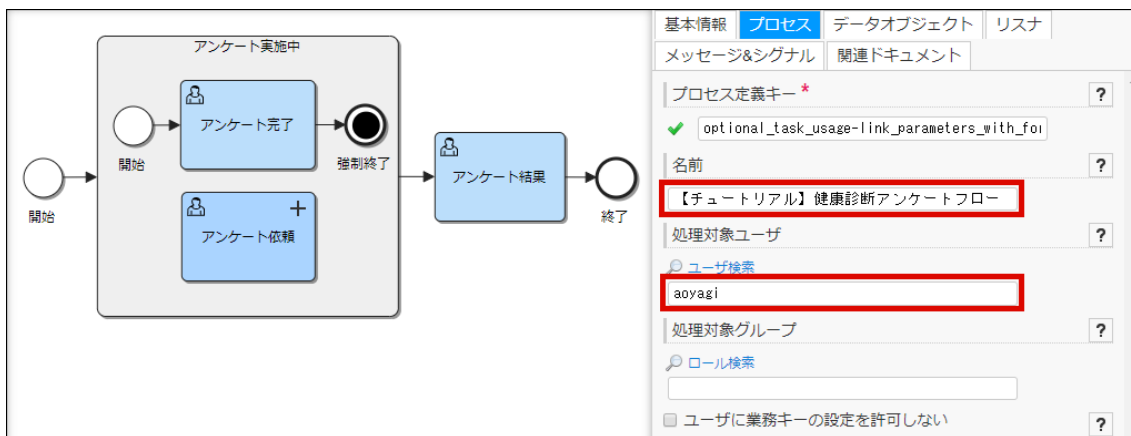 アンケート実施中
アンケート完了
開始
強制終了
アンケート依頼
開始
アンケート結果
終了
基本情報 プロセス データオブジェクト リスナ
メッセージ&シグナル 関連ドキュメント
プロセス定義キー * ?
optional_task_usage-link_parameters_with_for
名前 ?
【チュートリアル】健康診断アンケートフロー
処理対象ユーザ ?
ユーザ検索
aoyagi
処理対象グループ ?
ロール検索
ユーザに業務キーの設定を許可しない ?